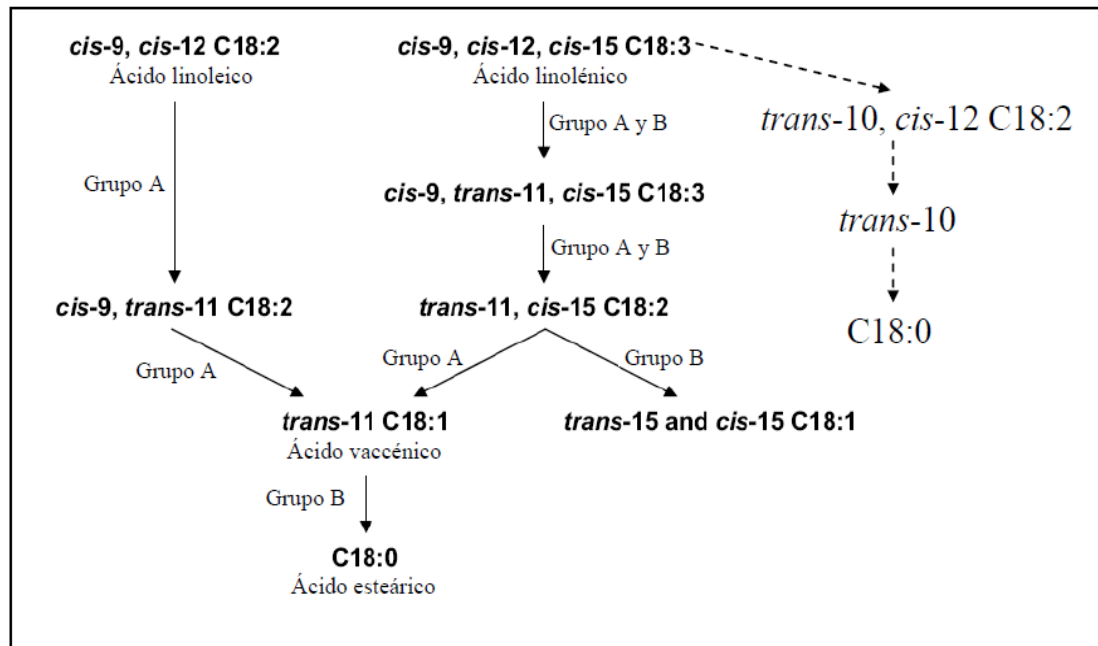 cis-9, cis-12 C18:2
Ácido linoleico
cis-9, cis-12, cis-15 C18:3
Ácido linolénico
trans-10, cis-12 C18:2
Grupo A y B
Grupo A
cis-9, trans-11, cis-15 C18:3
trans-10
Grupo A y B
cis-9, trans-11 C18:2
trans-11, cis-15 C18:2
C18:0
Grupo A
Grupo A
Grupo B
trans-11 C18:1
Ácido vaccénico
trans-15 and cis-15 C18:1
Grupo B
C18:0
Ácido esteárico